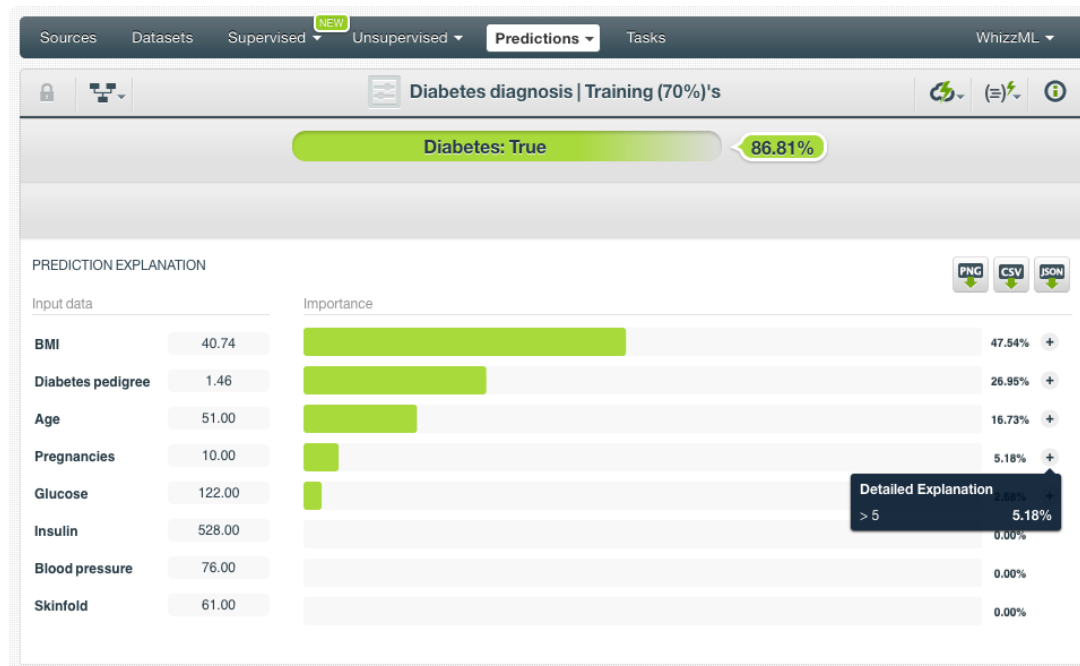 NEW
Sources Datasets Supervised Unsupervised Predictions Tasks WhizzML
Diabetes diagnosis | Training (70%)'s
Diabetes: True 86.81%
PREDICTION EXPLANATION
PNG CSV JSON
Input data Importance
BMI 40.74 47.54% +
Diabetes pedigree 1.46 26.95% +
Age 51.00 16.73% +
Pregnancies 10.00 5.18% +
Glucose 122.00
Detailed Explanation
> 5 5.18%
Insulin 528.00 0.00%
Blood pressure 76.00 0.00%
Skinfold 61.00 0.00%